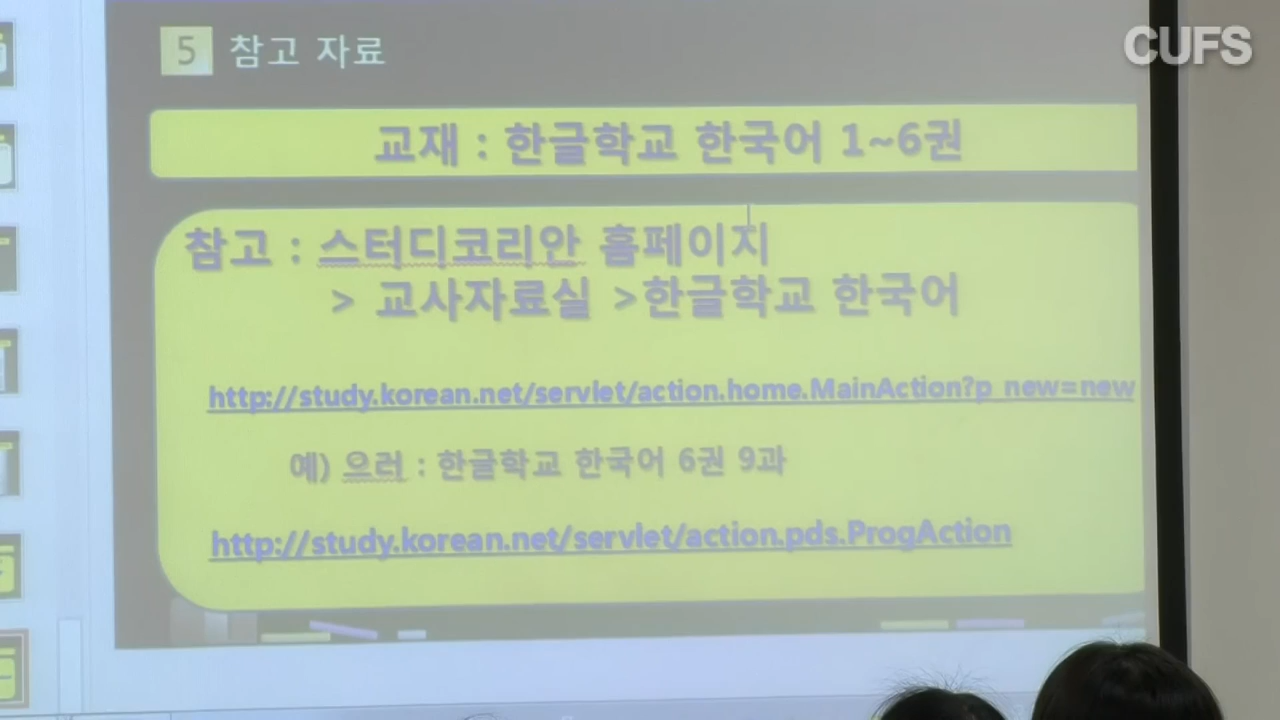 CUFS
5 참고 자료
교재 : 한글학교 한국어 1~6권
참고 : 스터디코리안 홈페이지
> 교사자료실 >한글학교 한국어
http://study.korean.net/servlet/action.home.MainAction?p_new=new
예) 으러 : 한글학교 한국어 6권 9과
http://study.korean.net/servlet/action.pds.ProgAction